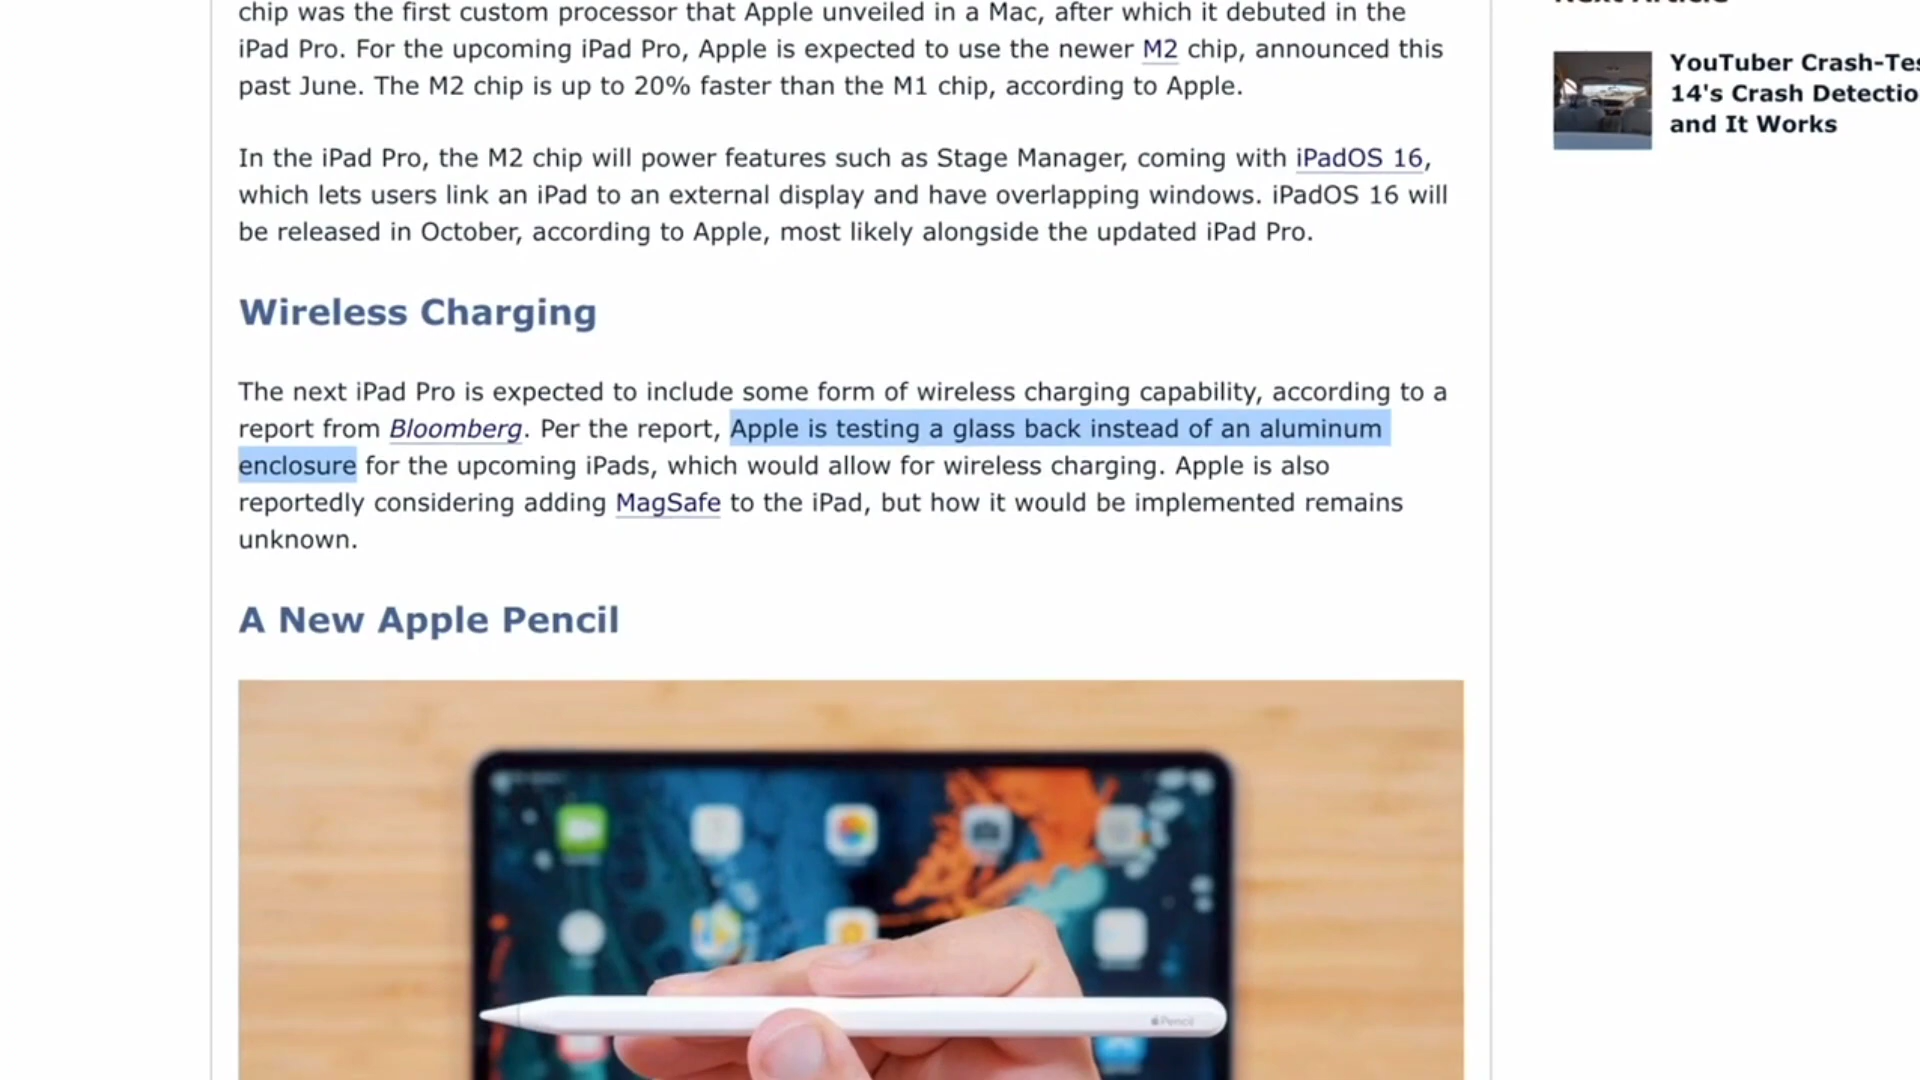 chip was the first custom processor that Apple unveiled in a Mac, after which it debuted in the
iPad Pro. For the upcoming iPad Pro, Apple is expected to use the newer M2 chip, announced this
past June. The M2 chip is up to 20% faster than the M1 chip, according to Apple.
In the iPad Pro, the M2 chip will power features such as Stage Manager, coming with iPadOS 16,
which lets users link an iPad to an external display and have overlapping windows. iPadOS 16 will
be released in October, according to Apple, most likely alongside the updated iPad Pro.
Wireless Charging
The next iPad Pro is expected to include some form of wireless charging capability, according to a
report from Bloomberg. Per the report, Apple is testing a glass back instead of an aluminum
enclosure for the upcoming iPads, which would allow for wireless charging. Apple is also
reportedly considering adding MagSafe to the iPad, but how it would be implemented remains
unknown.
A New Apple Pencil
Pencil
Next Article
YouTuber Crash-Tes
14's Crash Detectio
and It Works